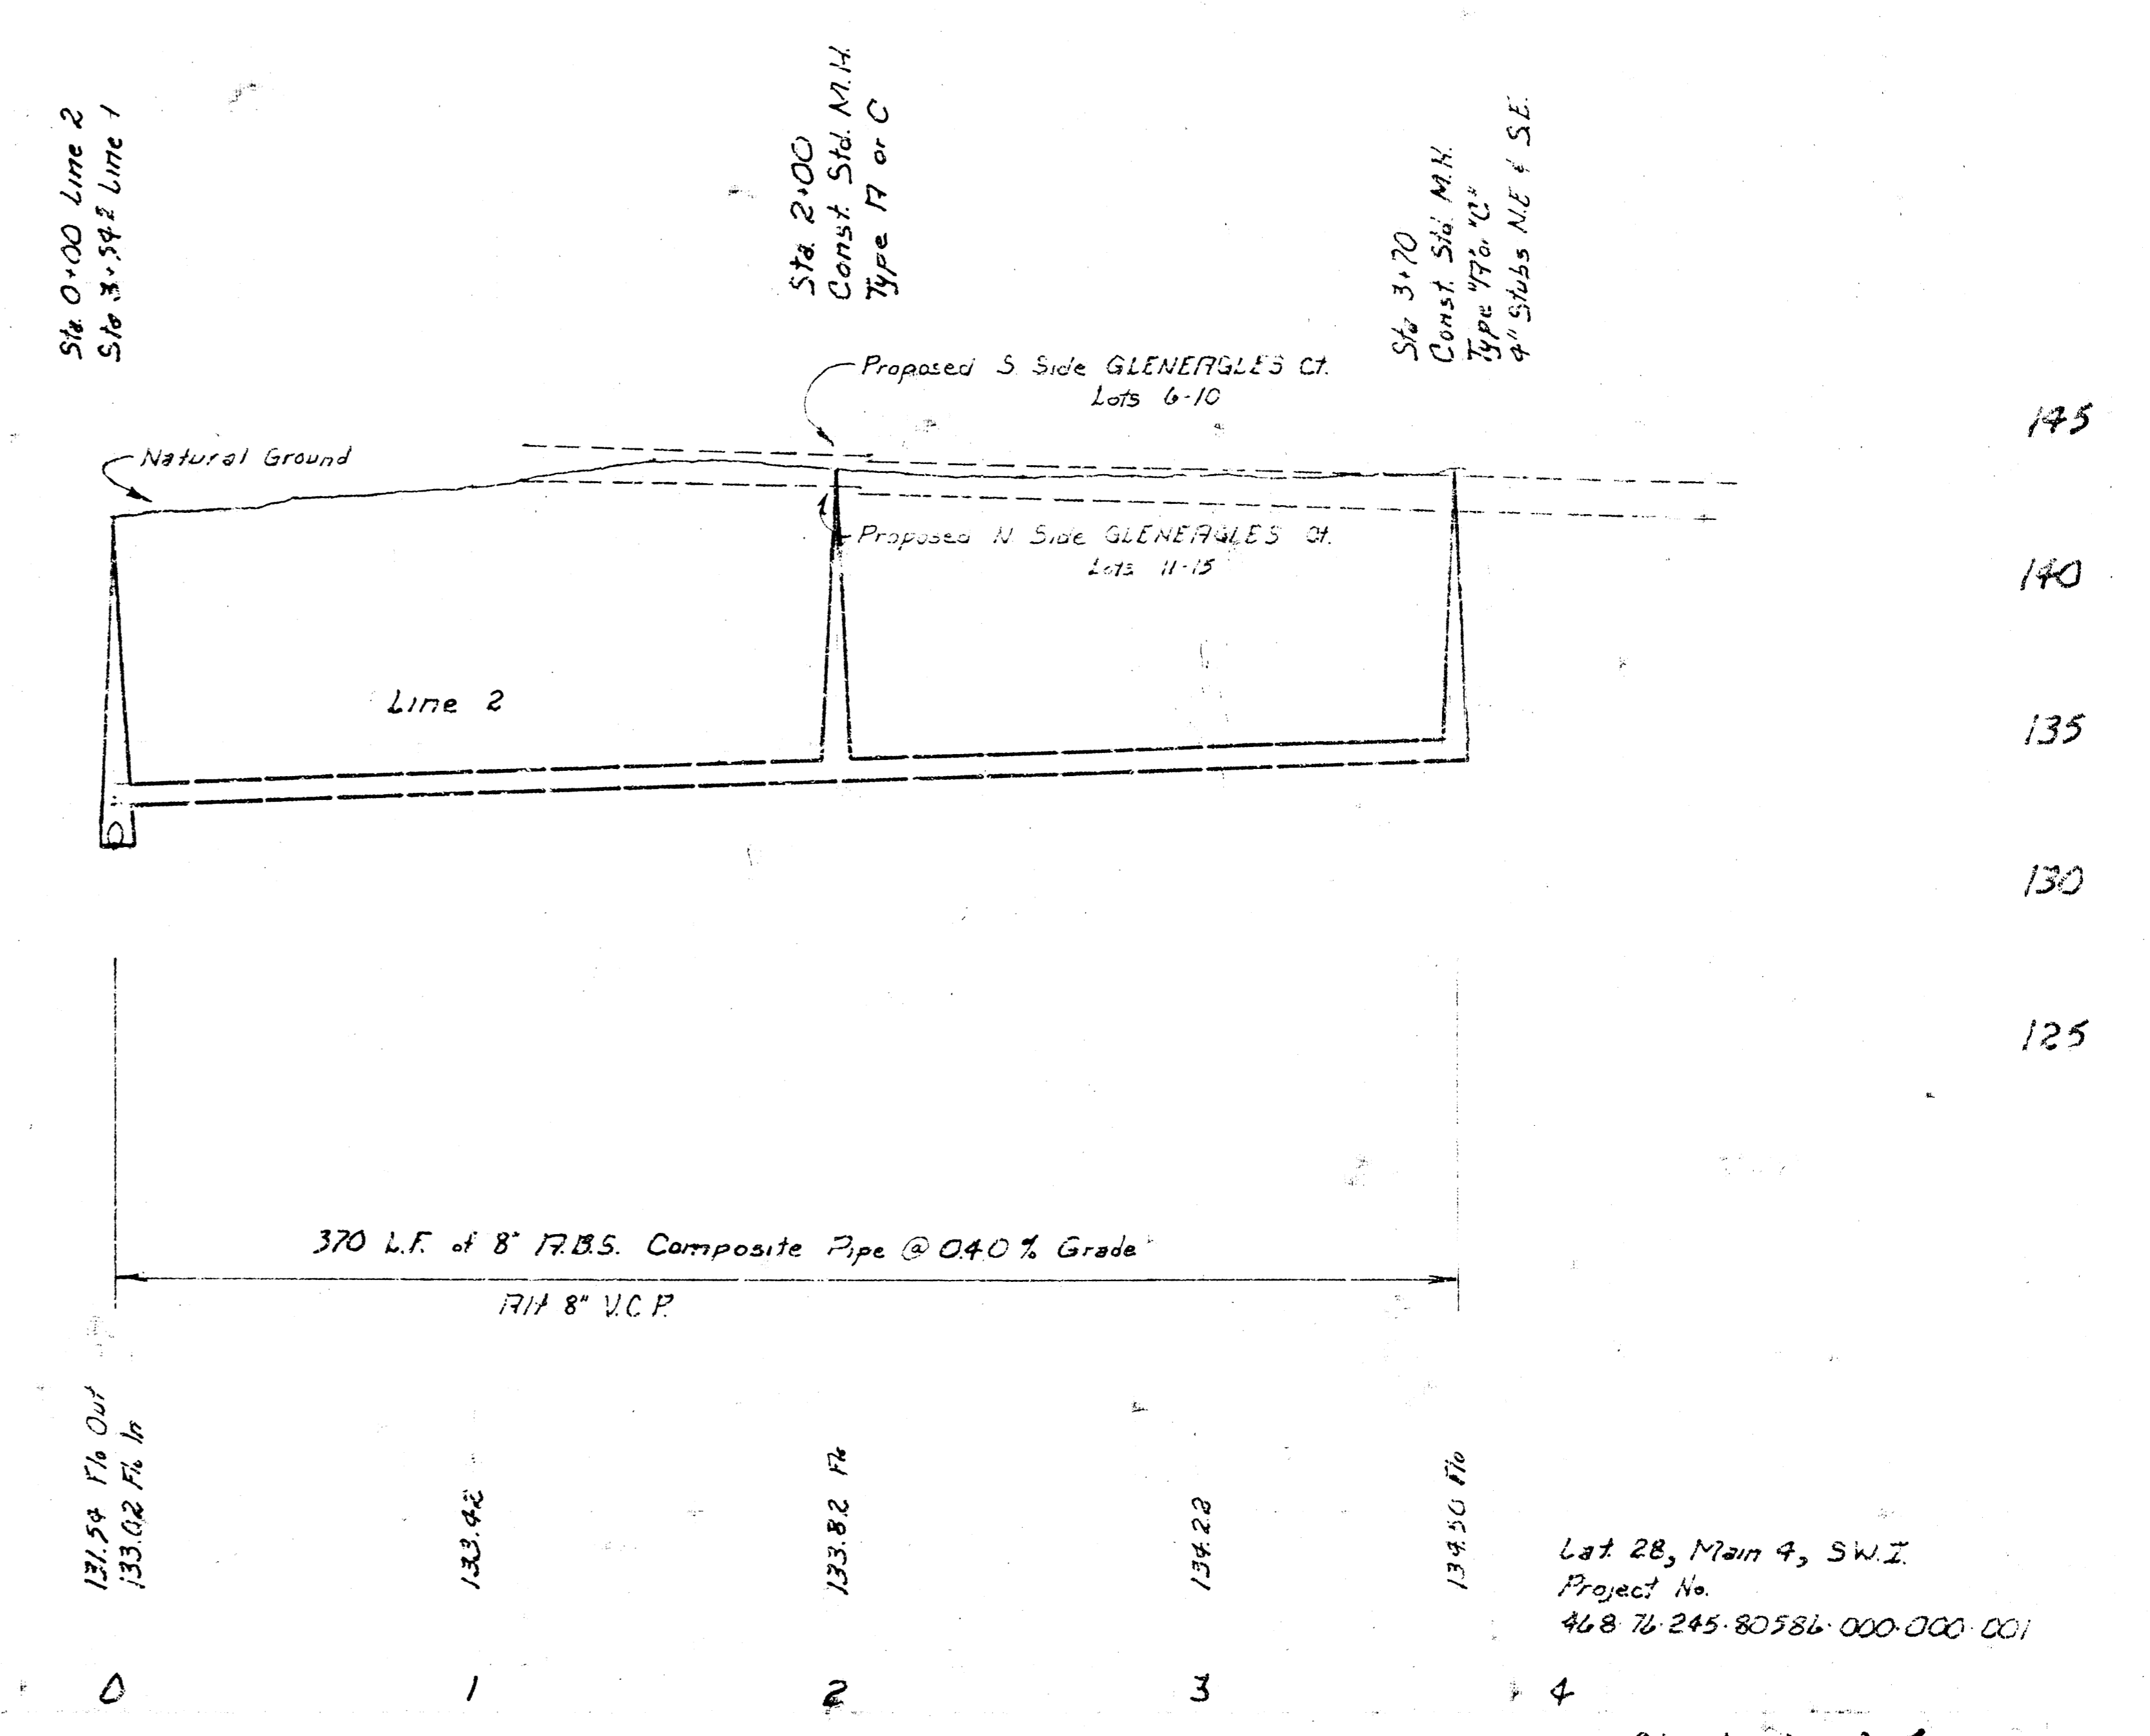 Sta. 0+00 Line 2
Sta 3+54.2 Line 1
Sta. 2+00
Const. Std. M.H.
Type A or C
Sta 3+70
Const. Std. M.H.
Type "A" or "C"
4" Stubs N.E & S.E.
Proposed S. Side GLENEAGLES Ct.
Lots 6-10
Natural Ground
Proposed N Side GLENEAGLES Ct.
Lots 11-15
145
140
135
130
125
Line 2
370 L.F. of 8" A.B.S. Composite Pipe @ 0.40 % Grade
Alt 8" V.C.P.
131.54 Flo Out
133.02 Flo In
133.42
133.82 Flo
134.22
134.50 Flo
Lat. 28, Main 4, S.W.I.
Project No.
468-76-245-80586-000-000-001
0 1 2 3 4